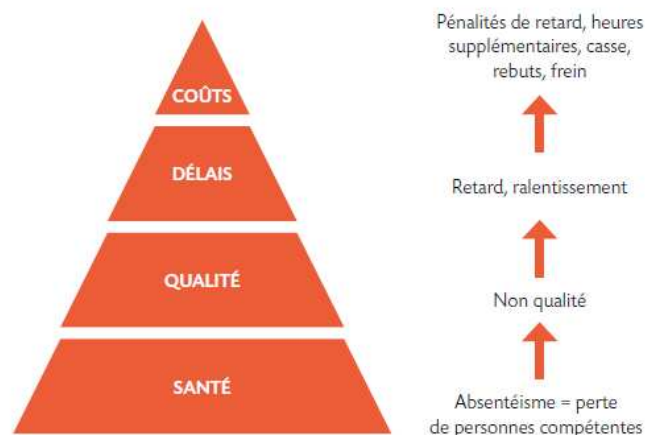 Pénalités de retard, heures
supplémentaires, casse,
rebuts, frein
COÛTS
DÉLAIS
Retard, ralentissement
QUALITÉ
Non qualité
SANTÉ
Absentéisme = perte
de personnes compétentes